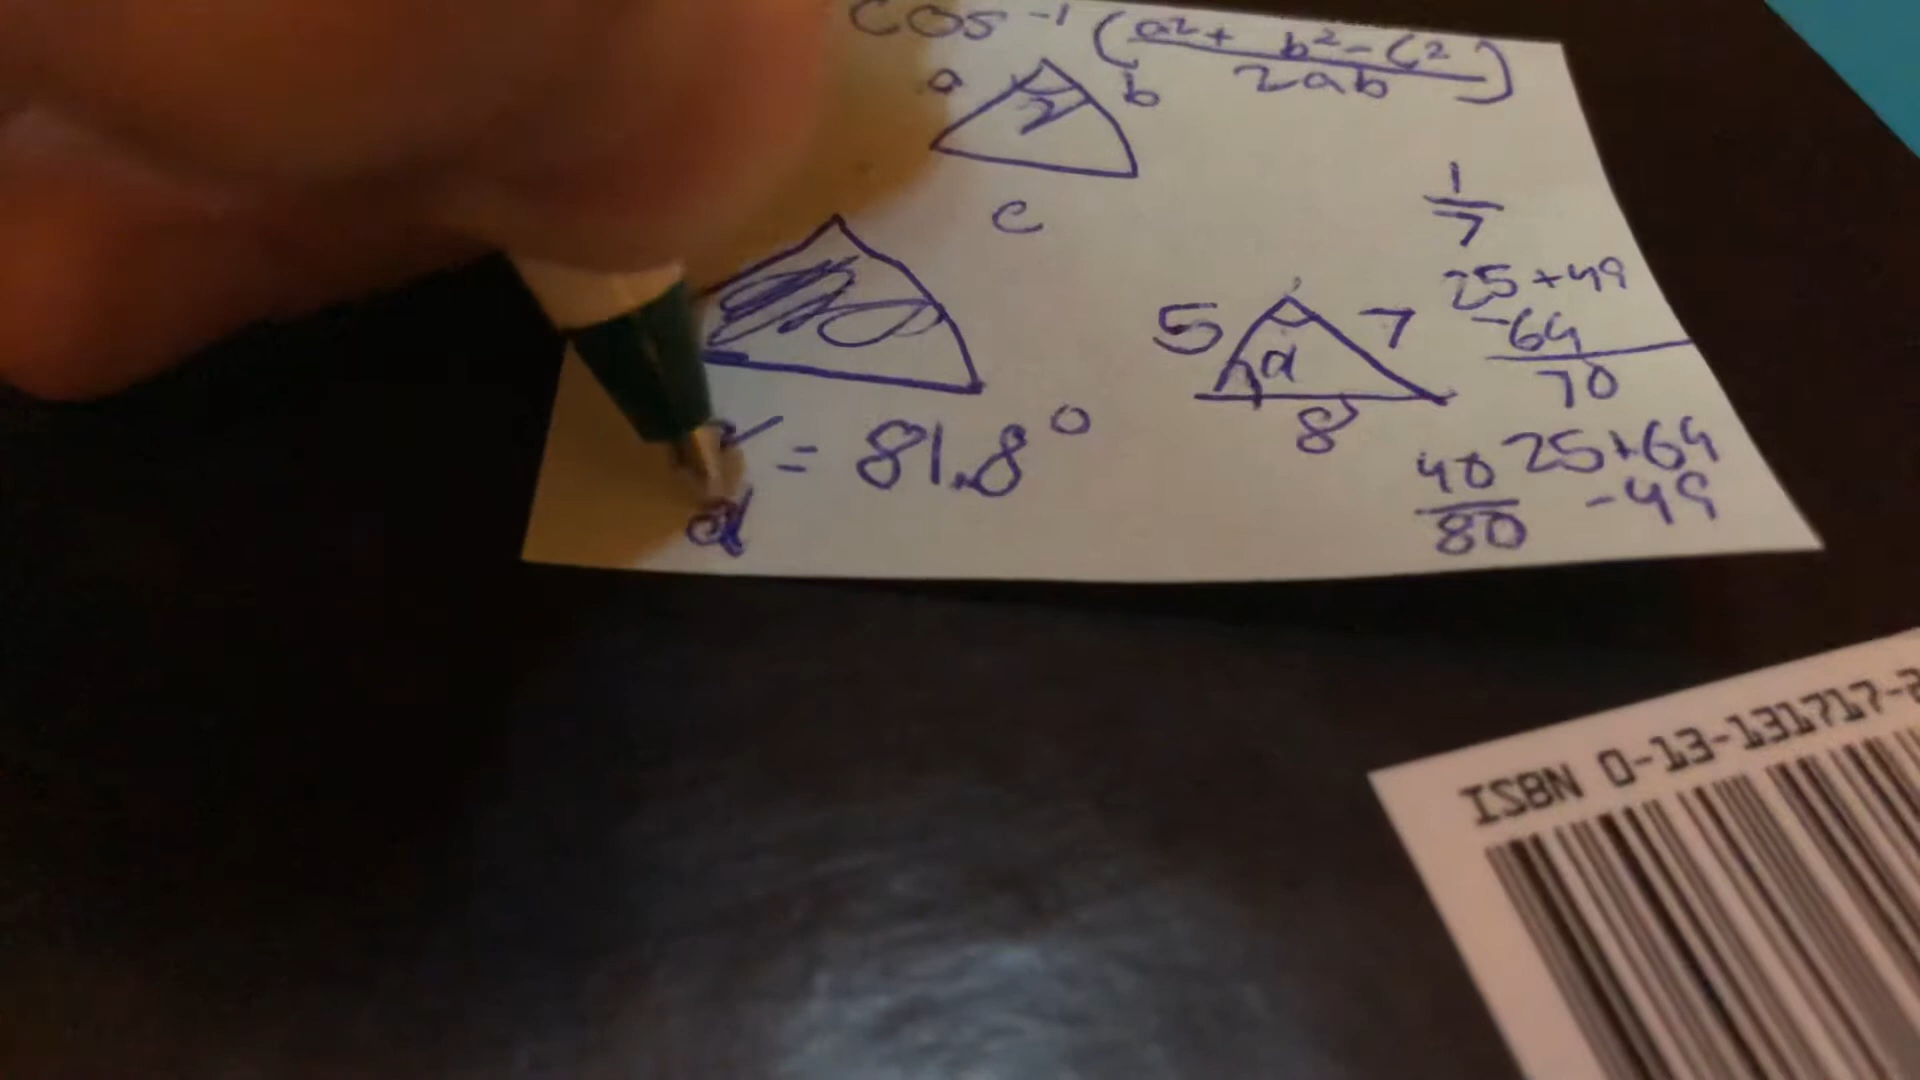 cos⁻¹ (a²+ b²-c² / 2ab)
a b
c
1/7
25+49
-64
70
5 7
α
8
= 81.8°
40/80 25+64
-49
α
ISBN 0-13-131717-